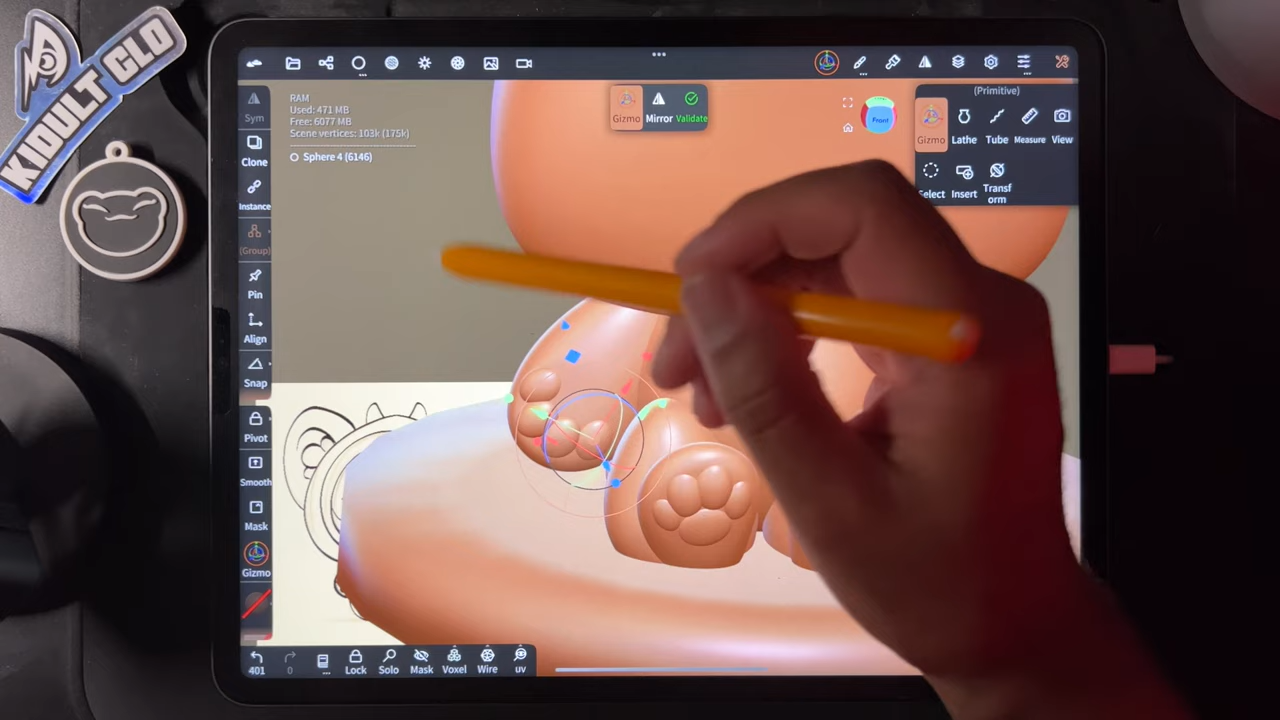 KIDULT CLO
RAM
Used: 471 MB
Free: 6077 MB
Scene vertices: 103k (175k)
Sphere 4 (6146)
Gizmo
Mirror
Validate
Front
(Primitive)
Gizmo
Lathe
Tube
Measure
View
Select
Insert
Transf
orm
Sym
Clone
Instance
(Group)
Pin
Align
Snap
Pivot
Smooth
Mask
Gizmo
401
0
Lock
Solo
Mask
Voxel
Wire
uv